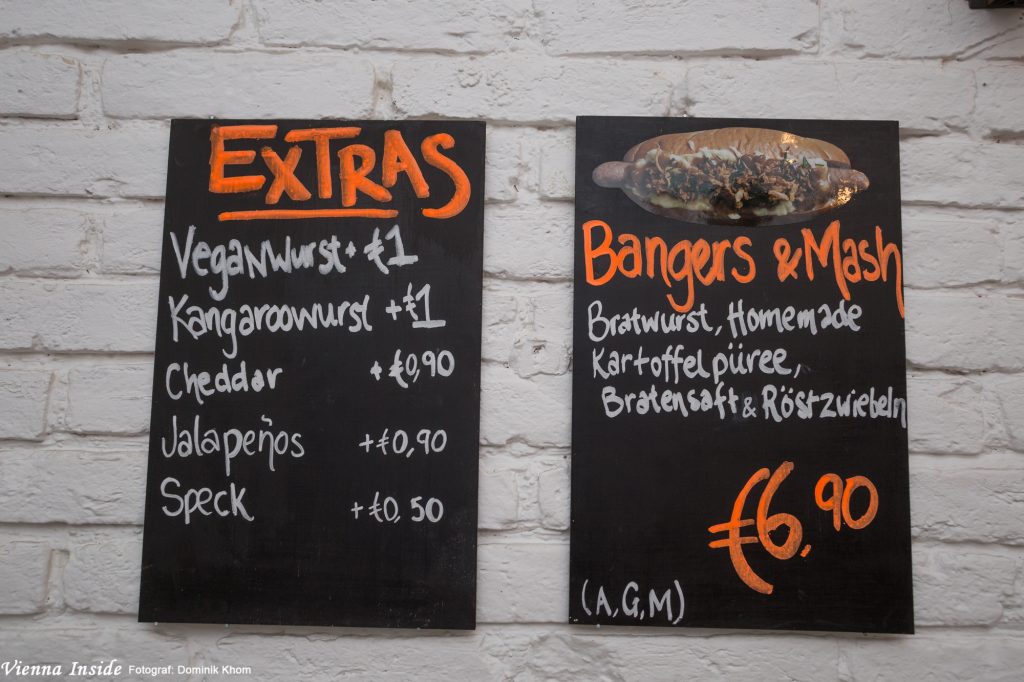 EXTRAS
VeganWurst + €1
Kangaroowurst + €1
Cheddar + €0,90
Jalapeños + €0,90
Speck + €0,50
Bangers & Mash
Bratwurst, Homemade
Kartoffelpüree,
Bratensaft & Röstzwiebeln
€6,90
(A,G,M)
Vienna Inside Fotograf: Dominik Khom